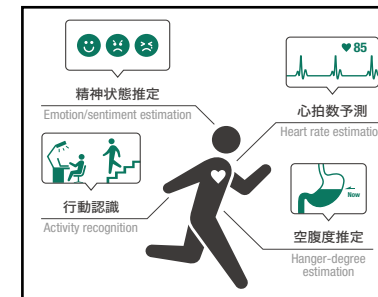 85
精神状態推定
Emotion/sentiment estimation
心拍数予測
Heart rate estimatio
行動認識
Activity recognition
Now
空腹度推定
Hanger-degree
estimation